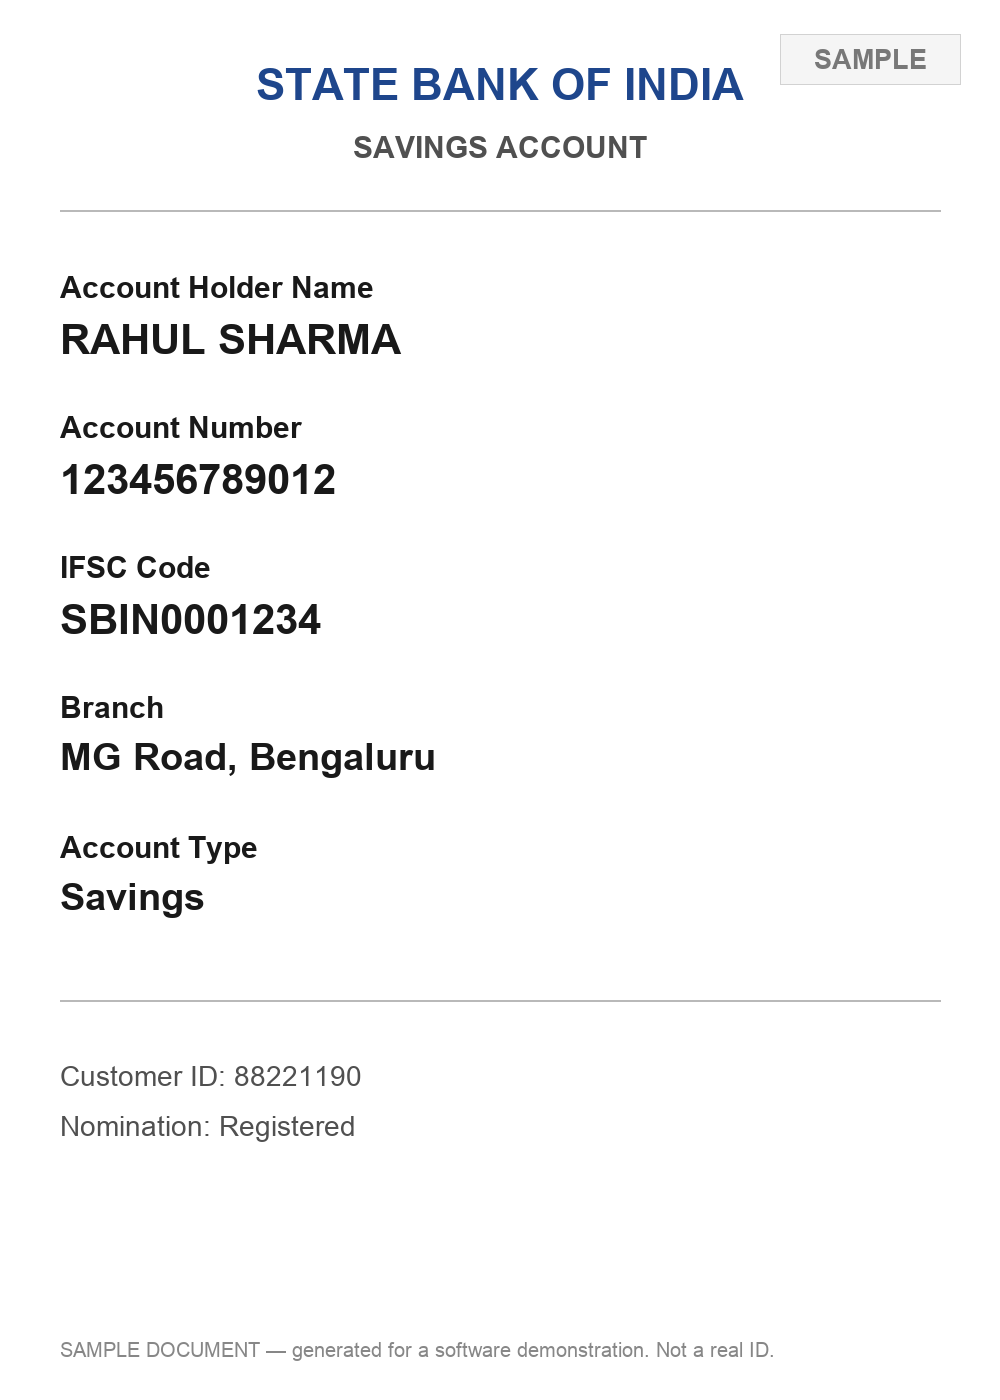 SAMPLE
STATE BANK OF INDIA
SAVINGS ACCOUNT
Account Holder Name
RAHUL SHARMA
Account Number
123456789012
IFSC Code
SBIN0001234
Branch
MG Road, Bengaluru
Account Type
Savings
Customer ID: 88221190
Nomination: Registered
SAMPLE DOCUMENT — generated for a software demonstration. Not a real ID.